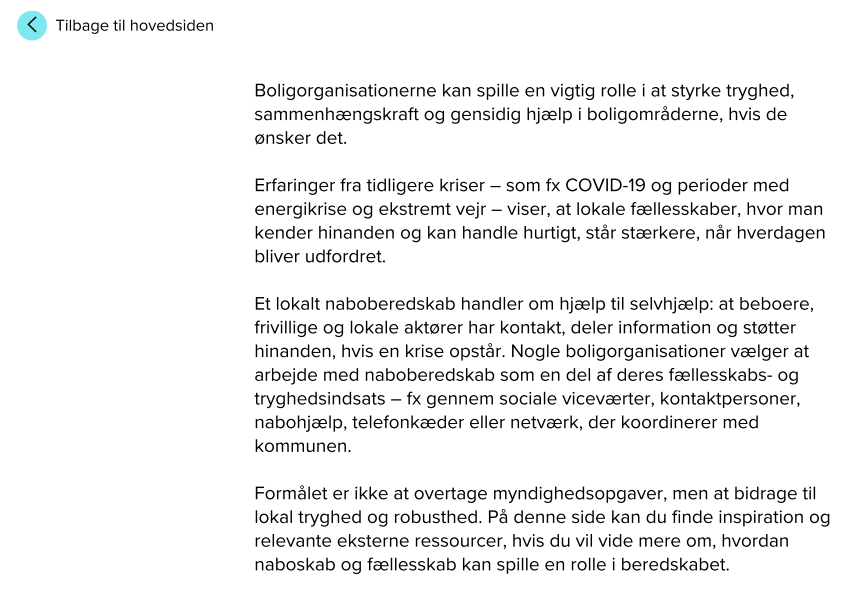 Tilbage til hovedsiden
Boligorganisationerne kan spille en vigtig rolle i at styrke tryghed,
sammenhængskraft og gensidig hjælp i boligområderne, hvis de
ønsker det.
Erfaringer fra tidligere kriser – som fx COVID-19 og perioder med
energikrise og ekstremt vejr – viser, at lokale fællesskaber, hvor man
kender hinanden og kan handle hurtigt, står stærkere, når hverdagen
bliver udfordret.
Et lokalt naboberedskab handler om hjælp til selvhjælp: at beboere,
frivillige og lokale aktører har kontakt, deler information og støtter
hinanden, hvis en krise opstår. Nogle boligorganisationer vælger at
arbejde med naboberedskab som en del af deres fællesskabs- og
tryghedsindsats – fx gennem sociale viceværter, kontaktpersoner,
nabohjælp, telefonkæder eller netværk, der koordinerer med
kommunen.
Formålet er ikke at overtage myndighedsopgaver, men at bidrage til
lokal tryghed og robusthed. På denne side kan du finde inspiration og
relevante eksterne ressourcer, hvis du vil vide mere om, hvordan
naboskab og fællesskab kan spille en rolle i beredskabet.